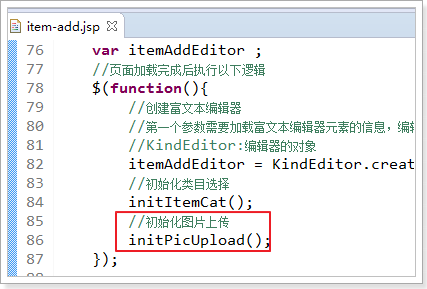 item-add.jsp
76 var itemAddEditor ;
77 //页面加载完成后执行以下逻辑
78 $(function(){
79 //创建富文本编辑器
80 //第一个参数需要加载富文本编辑器元素的信息，编辑
81 //KindEditor:编辑器的对象
82 itemAddEditor = KindEditor.creat
83 //初始化类目选择
84 initItemCat();
85 //初始化图片上传
86 initPicUpload();
87 });